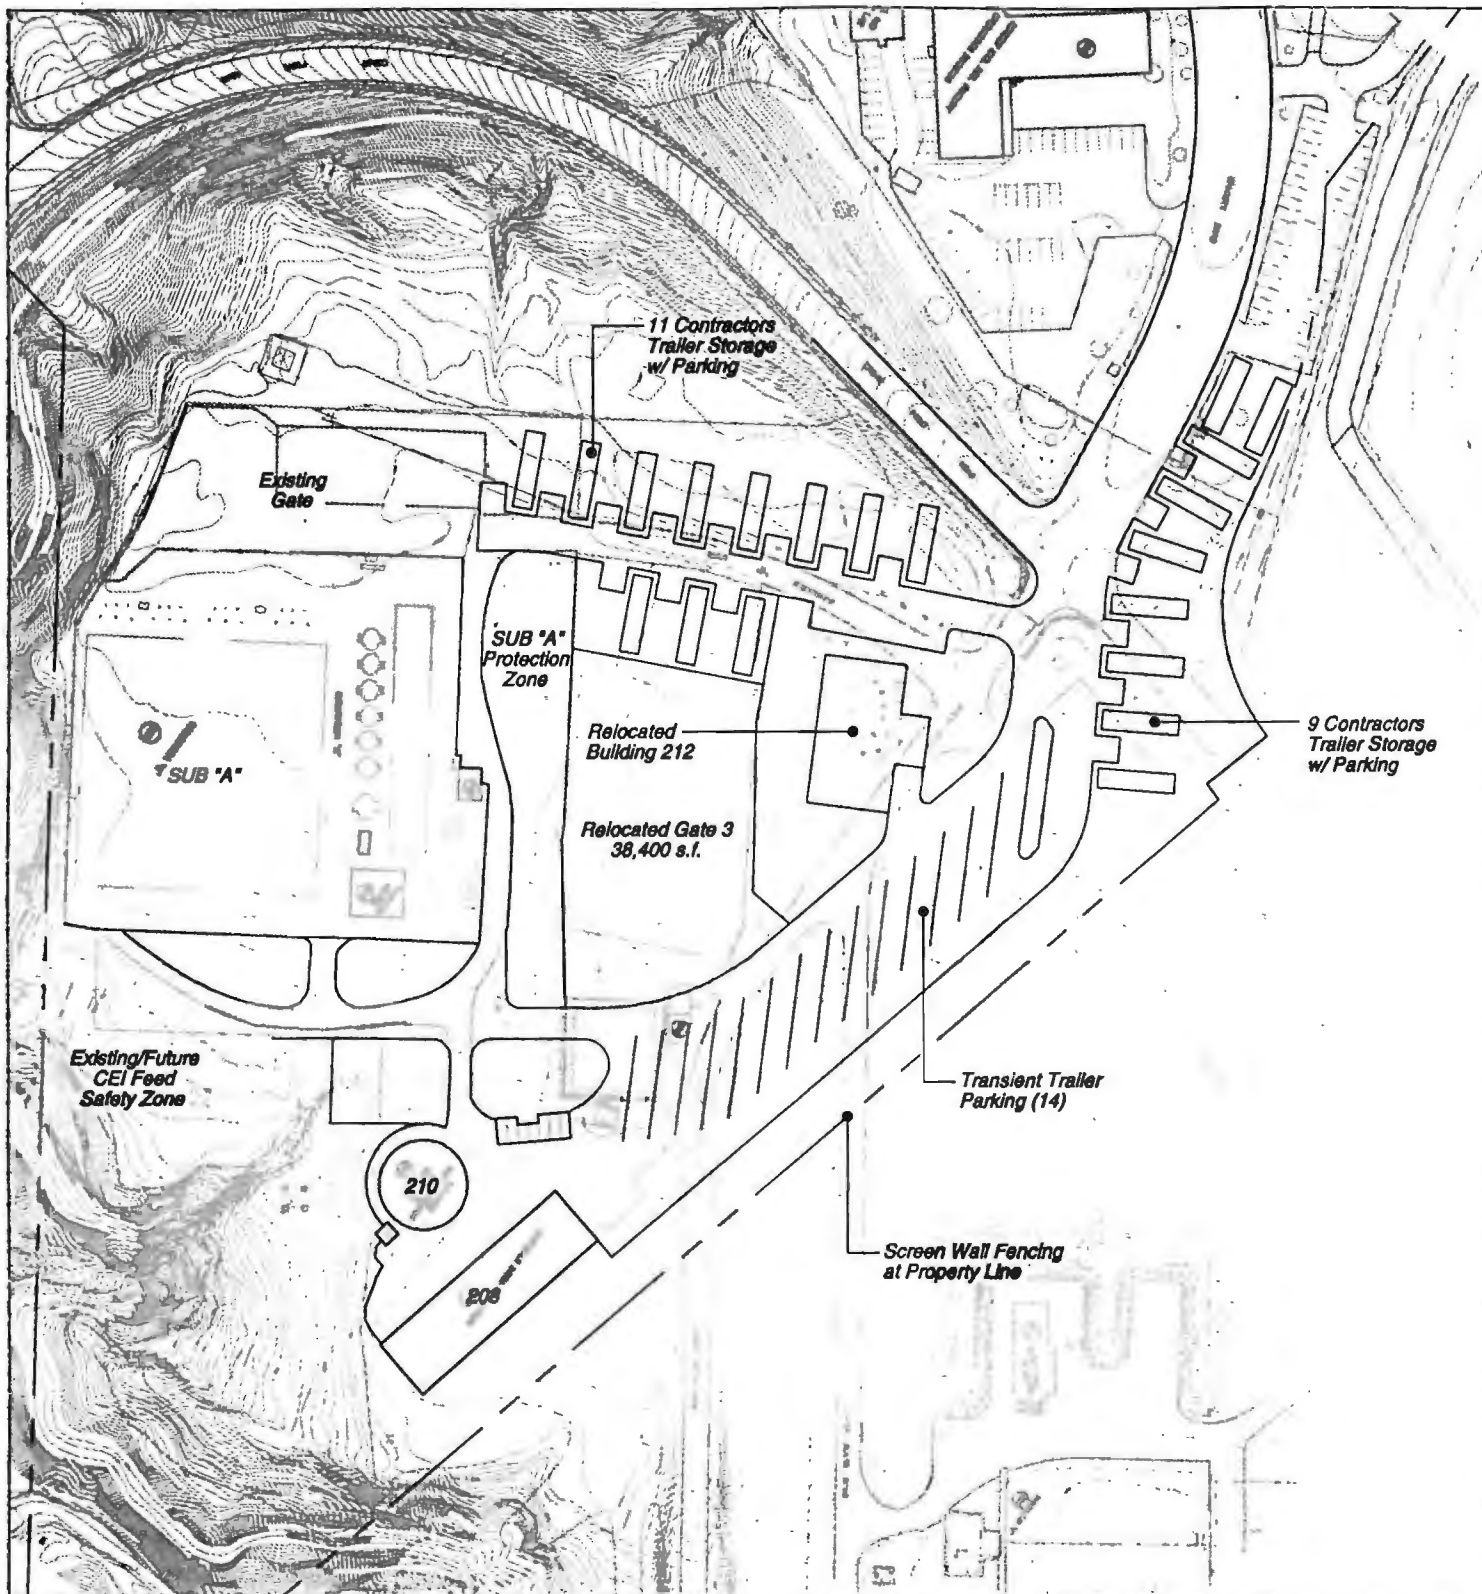 11 Contractors
Trailer Storage
w/ Parking
Existing
Gate
SUB "A"
Protection
Zone
Relocated
Building 212
9 Contractors
Trailer Storage
w/ Parking
SUB "A"
Relocated Gate 3
38,400 s.f.
Existing/Future
CEI Feed
Safety Zone
Transient Trailer
Parking (14)
210
Screen Wall Fencing
at Property Line
208